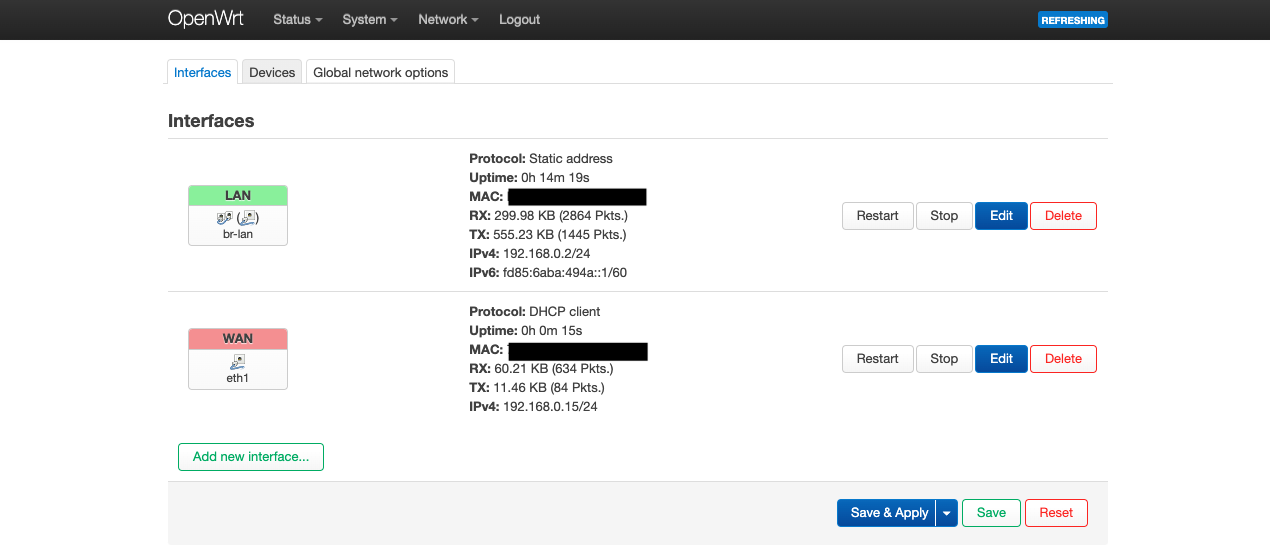 OpenWrt Status System Network Logout REFRESHING
Interfaces Devices Global network options
Interfaces
LAN
(
)
br-lan
Protocol: Static address
Uptime: 0h 14m 19s
MAC:
RX: 299.98 KB (2864 Pkts.)
TX: 555.23 KB (1445 Pkts.)
IPv4: 192.168.0.2/24
IPv6: fd85:6aba:494a::1/60
Restart Stop Edit Delete
WAN
eth1
Protocol: DHCP client
Uptime: 0h 0m 15s
MAC:
RX: 60.21 KB (634 Pkts.)
TX: 11.46 KB (84 Pkts.)
IPv4: 192.168.0.15/24
Restart Stop Edit Delete
Add new interface...
Save & Apply Save Reset